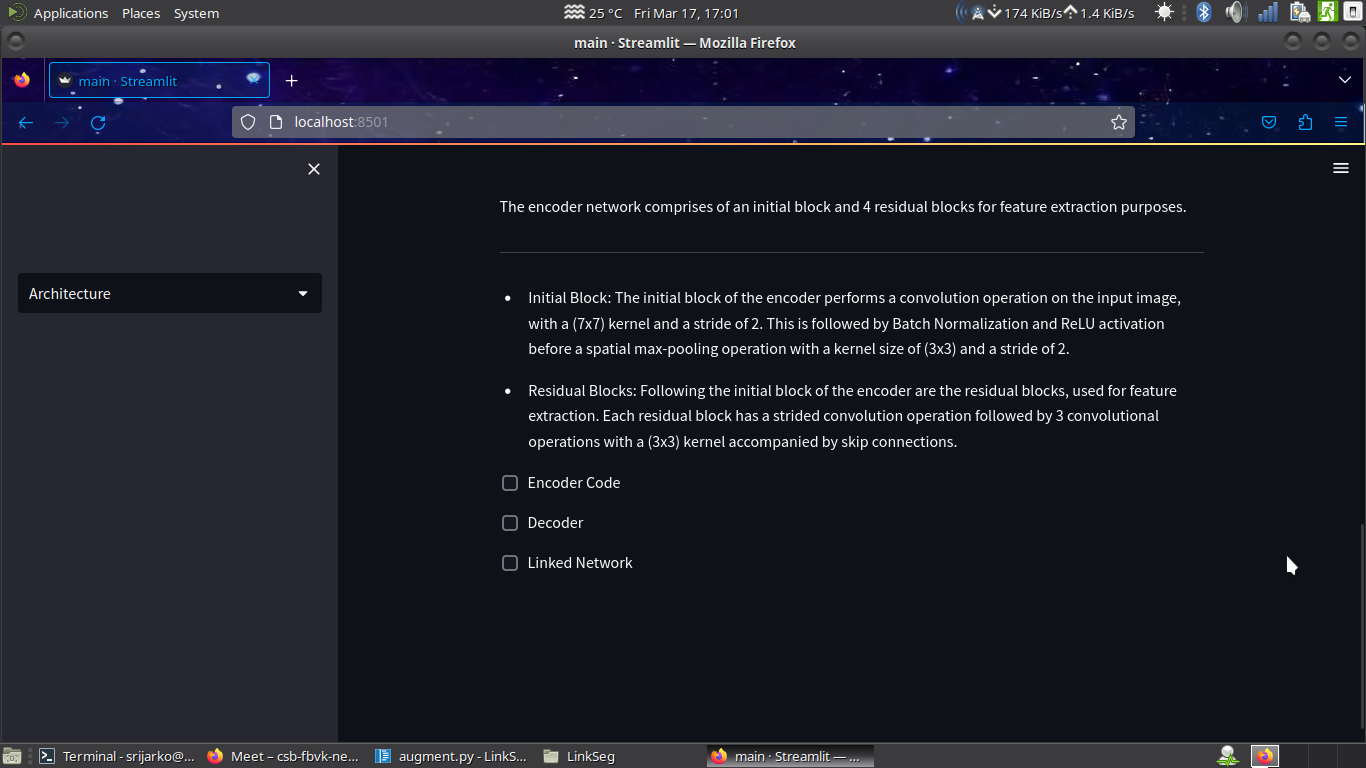 Applications Places System 25 °C Fri Mar 17, 17:01 174 KiB/s 1.4 KiB/s
main · Streamlit — Mozilla Firefox
main · Streamlit
localhost:8501
Architecture
The encoder network comprises of an initial block and 4 residual blocks for feature extraction purposes.
• Initial Block: The initial block of the encoder performs a convolution operation on the input image,
with a (7x7) kernel and a stride of 2. This is followed by Batch Normalization and ReLU activation
before a spatial max-pooling operation with a kernel size of (3x3) and a stride of 2.
• Residual Blocks: Following the initial block of the encoder are the residual blocks, used for feature
extraction. Each residual block has a strided convolution operation followed by 3 convolutional
operations with a (3x3) kernel accompanied by skip connections.
Encoder Code
Decoder
Linked Network
Terminal - srijarko@... Meet – csb-fbvk-ne... augment.py - LinkS... LinkSeg main · Streamlit — ...